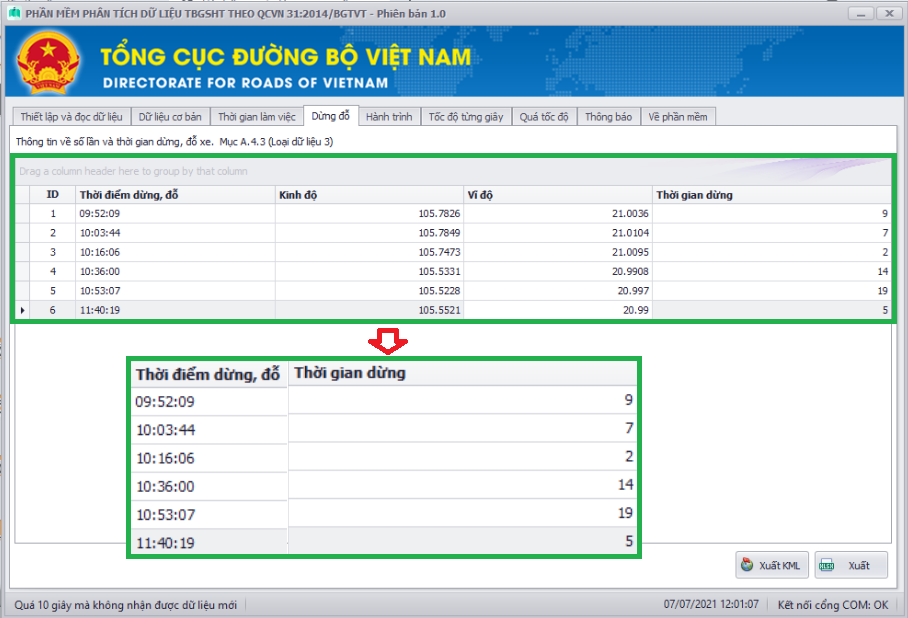 PHẦN MỀM PHÂN TÍCH DỮ LIỆU TBGSHT THEO QCVN 31:2014/BGTVT - Phiên bản 1.0
TỔNG CỤC ĐƯỜNG BỘ VIỆT NAM
DIRECTORATE FOR ROADS OF VIETNAM
Thiết lập và đọc dữ liệu Dữ liệu cơ bản Thời gian làm việc Dừng đỗ Hành trình Tốc độ từng giây Quá tốc độ Thông báo Về phần mềm
Thông tin về số lần và thời gian dừng, đỗ xe. Mục A.4.3 (Loại dữ liệu 3)
Drag a column header here to group by that column
ID Thời điểm dừng, đỗ Kinh độ Vĩ độ Thời gian dừng
1 09:52:09 105.7826 21.0036 9
2 10:03:44 105.7849 21.0104 7
3 10:16:06 105.7473 21.0095 2
4 10:36:00 105.5331 20.9908 14
5 10:53:07 105.5228 20.997 19
6 11:40:19 105.5521 20.99 5
Thời điểm dừng, đỗ Thời gian dừng
09:52:09 9
10:03:44 7
10:16:06 2
10:36:00 14
10:53:07 19
11:40:19 5
Xuất KML Xuất
Quá 10 giây mà không nhận được dữ liệu mới 07/07/2021 12:01:07 Kết nối cổng COM: OK